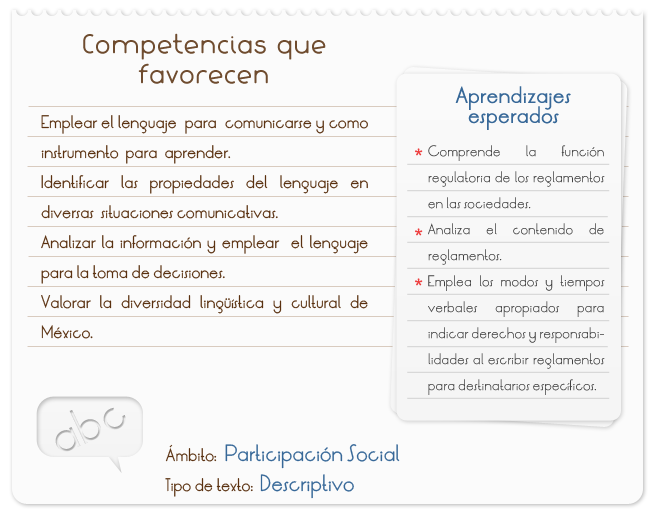 Competencias que
favorecen
Emplear el lenguaje para comunicarse y como
instrumento para aprender.
Identificar las propiedades del lenguaje en
diversas situaciones comunicativas.
Analizar la información y emplear el lenguaje
para la toma de decisiones.
Valorar la diversidad lingüística y cultural de
México.
Aprendizajes
esperados
* Comprende la función
regulatoria de los reglamentos
en las sociedades.
* Analiza el contenido de
reglamentos.
* Emplea los modos y tiempos
verbales apropiados para
indicar derechos y responsabi-
lidades al escribir reglamentos
para destinatarios específicos.
abc
Ámbito: Participación Social
Tipo de texto: Descriptivo